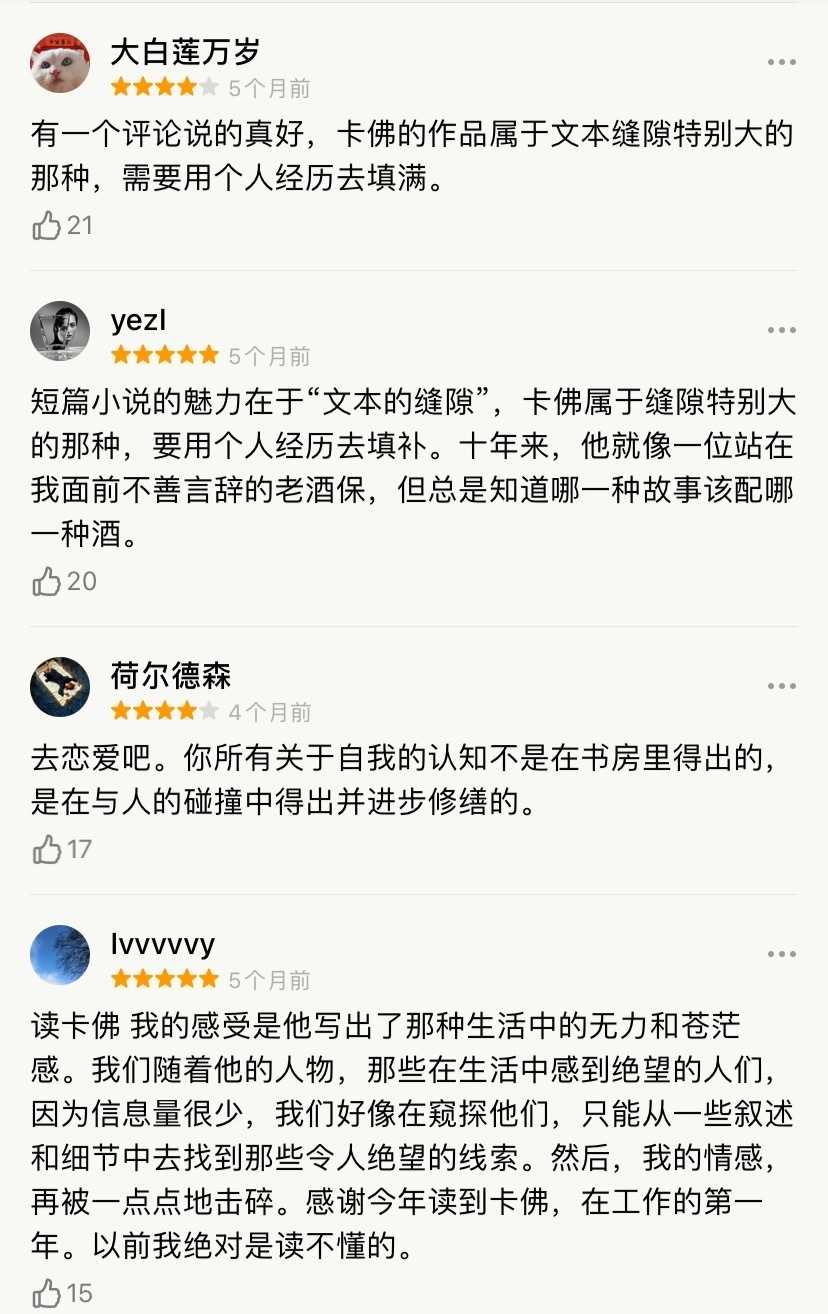 大白莲万岁
5个月前
有一个评论说的真好，卡佛的作品属于文本缝隙特别大的
那种，需要用个人经历去填满。
21
yezl
5个月前
短篇小说的魅力在于“文本的缝隙”，卡佛属于缝隙特别大
的那种，要用个人经历去填补。十年来，他就像一位站在
我面前不善言辞的老酒保，但总是知道哪一种故事该配哪
一种酒。
20
荷尔德森
4个月前
去恋爱吧。你所有关于自我的认知不是在书房里得出的，
是在与人的碰撞中得出并进步修缮的。
17
lvvvvvy
5个月前
读卡佛 我的感受是他写出了那种生活中的无力和苍茫
感。我们随着他的人物，那些在生活中感到绝望的人们，
因为信息量很少，我们好像在窥探他们，只能从一些叙述
和细节中去找到那些令人绝望的线索。然后，我的情感，
再被一点点地击碎。感谢今年读到卡佛，在工作的第一
年。以前我绝对是读不懂的。
15